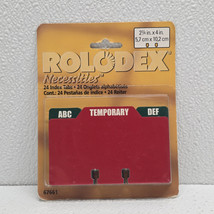 ROLODEX
2¼ in. x 4 in.
5,7 cm x 10,2 cm
Necessities
24 Index Tabs • 24 Onglets alphabétiques
Cont.: 24 Pestañas de índice • 24 Reiter
ABC TEMPORARY DEF
67661